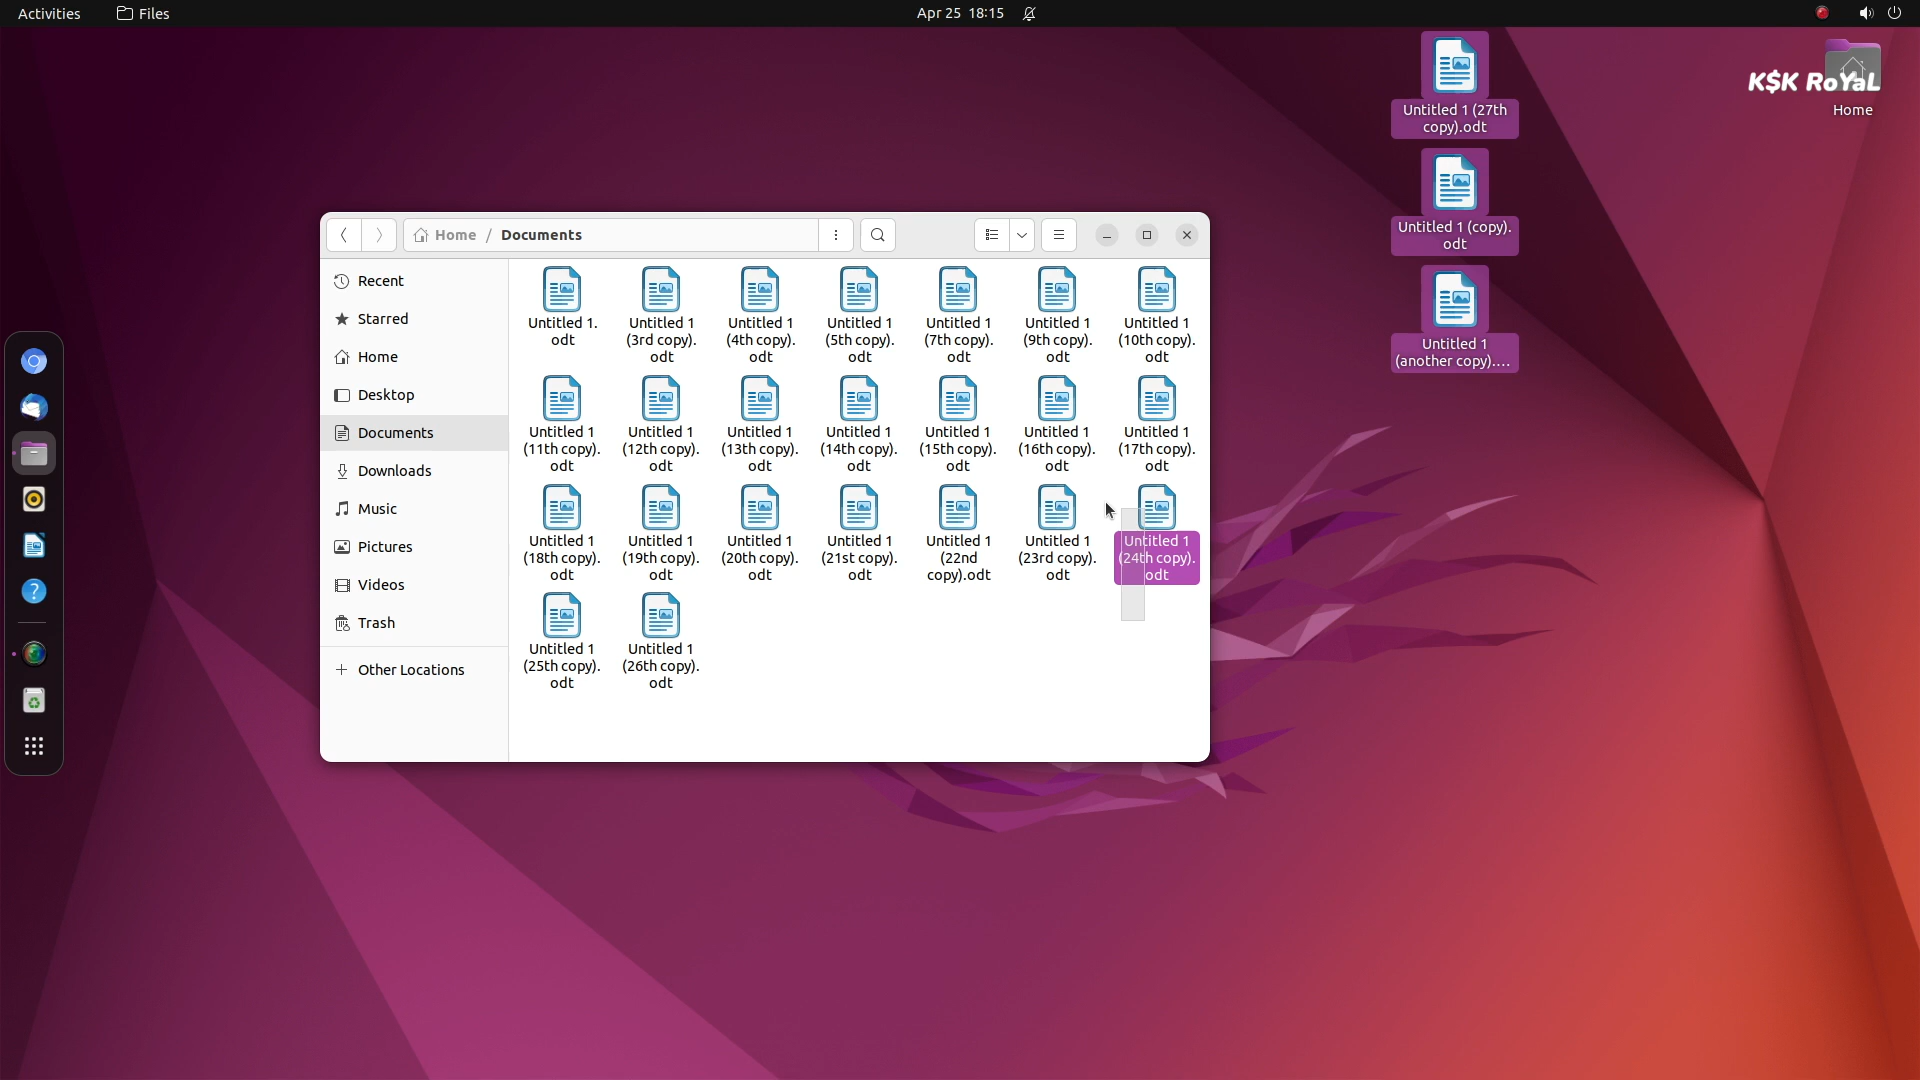 Activities
Files
Apr 25 18:15
K$K RoYaL
Home
Untitled 1 (27th
copy).odt
Untitled 1 (copy).
odt
Untitled 1
(another copy)....
Home / Documents
Recent
Starred
Home
Desktop
Documents
Downloads
Music
Pictures
Videos
Trash
Other Locations
Untitled 1.
odt
Untitled 1
(3rd copy).
odt
Untitled 1
(4th copy).
odt
Untitled 1
(5th copy).
odt
Untitled 1
(7th copy).
odt
Untitled 1
(9th copy).
odt
Untitled 1
(10th copy).
odt
Untitled 1
(11th copy).
odt
Untitled 1
(12th copy).
odt
Untitled 1
(13th copy).
odt
Untitled 1
(14th copy).
odt
Untitled 1
(15th copy).
odt
Untitled 1
(16th copy).
odt
Untitled 1
(17th copy).
odt
Untitled 1
(18th copy).
odt
Untitled 1
(19th copy).
odt
Untitled 1
(20th copy).
odt
Untitled 1
(21st copy).
odt
Untitled 1
(22nd
copy).odt
Untitled 1
(23rd copy).
odt
Untitled 1
(24th copy).
odt
Untitled 1
(25th copy).
odt
Untitled 1
(26th copy).
odt